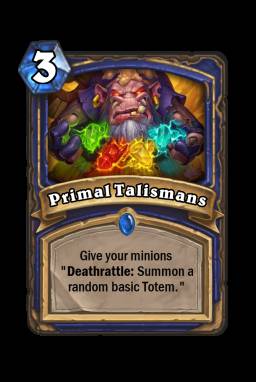 3
Primal Talismans
Give your minions
"Deathrattle: Summon a
random basic Totem."